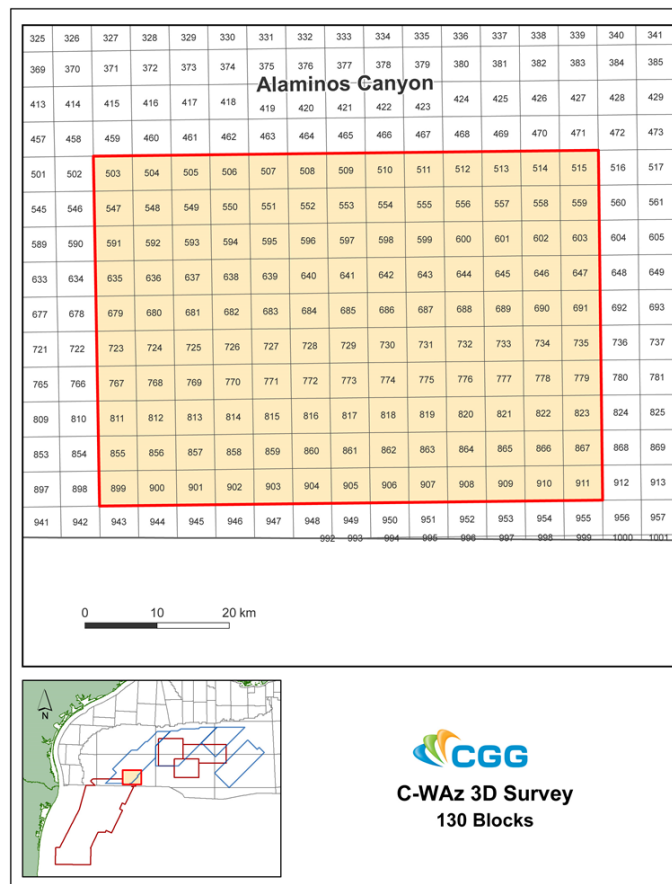 325 326 327 328 329 330 331 332 333 334 335 336 337 338 339 340 341
369 370 371 372 373 374 375 376 377 378 379 380 381 382 383 384 385
Alaminos Canyon
413 414 415 416 417 418 419 420 421 422 423 424 425 426 427 428 429
457 458 459 460 461 462 463 464 465 466 467 468 469 470 471 472 473
501 502 503 504 505 506 507 508 509 510 511 512 513 514 515 516 517
545 546 547 548 549 550 551 552 553 554 555 556 557 558 559 560 561
589 590 591 592 593 594 595 596 597 598 599 600 601 602 603 604 605
633 634 635 636 637 638 639 640 641 642 643 644 645 646 647 648 649
677 678 679 680 681 682 683 684 685 686 687 688 689 690 691 692 693
721 722 723 724 725 726 727 728 729 730 731 732 733 734 735 736 737
765 766 767 768 769 770 771 772 773 774 775 776 777 778 779 780 781
809 810 811 812 813 814 815 816 817 818 819 820 821 822 823 824 825
853 854 855 856 857 858 859 860 861 862 863 864 865 866 867 868 869
897 898 899 900 901 902 903 904 905 906 907 908 909 910 911 912 913
941 942 943 944 945 946 947 948 949 950 951 952 953 954 955 956 957
992 993 994 995 996 997 998 999 1000 1001
0 10 20 km
N
CGG
C-WAz 3D Survey
130 Blocks